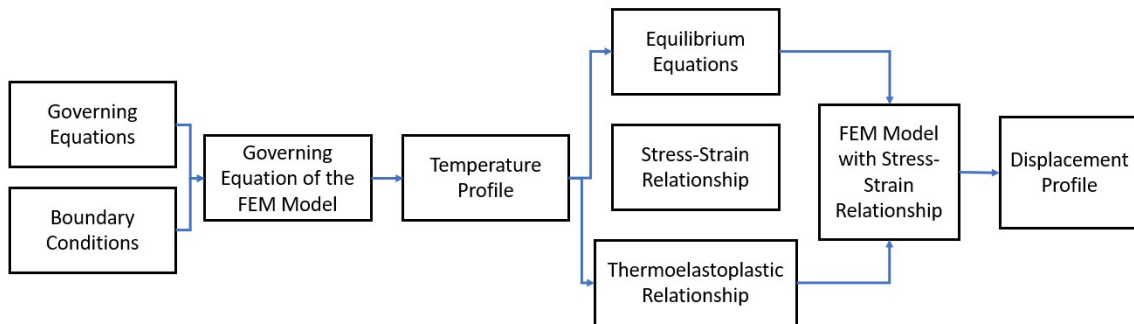 Governing
Equations
Boundary
Conditions
Governing
Equation of the
FEM Model
Temperature
Profile
Equilibrium
Equations
Stress-Strain
Relationship
Thermoelastoplastic
Relationship
FEM Model
with Stress-
Strain
Relationship
Displacement
Profile